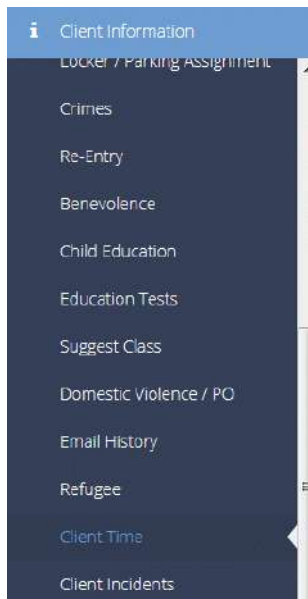 i Client Information
Locker / Parking Assignment
Crimes
Re-Entry
Benevolence
Child Education
Education Tests
Suggest Class
Domestic Violence / PO
Email History
Refugee
Client Time
Client Incidents